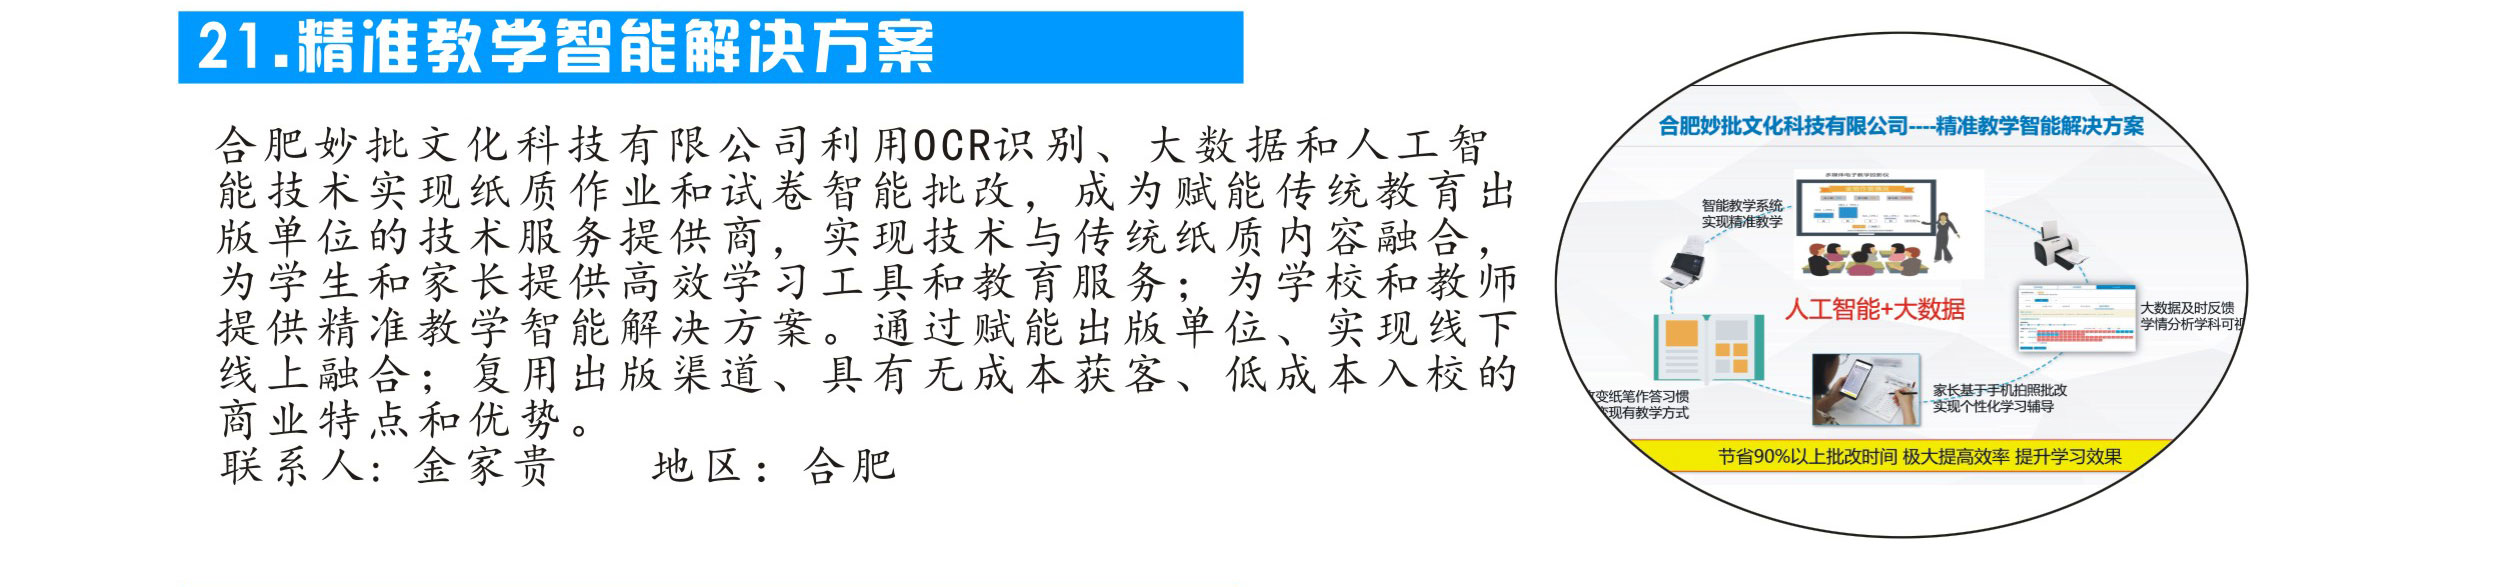 21.精准教学智能解决方案
合肥妙批文化科技有限公司利用OCR识别、大数据和人工智
能技术实现纸质作业和试卷智能批改，成为赋能传统教育出
版单位的技术服务提供商，实现技术与传统纸质内容融合，
为学生和家长提供高效学习工具和教育服务；为学校和教师
提供精准教学智能解决方案。通过赋能出版单位、实现线下
线上融合；复用出版渠道、具有无成本获客、低成本入校的
商业特点和优势。
联系人：金家贵 地区：合肥
合肥妙批文化科技有限公司----精准教学智能解决方案
智能教学系统
实现精准教学
人工智能+大数据
大数据及时反馈
学情分析学科可视
变纸笔作答习惯
现有教学方式
家长基于手机拍照批改
实现个性化学习辅导
节省90%以上批改时间 极大提高效率 提升学习效果